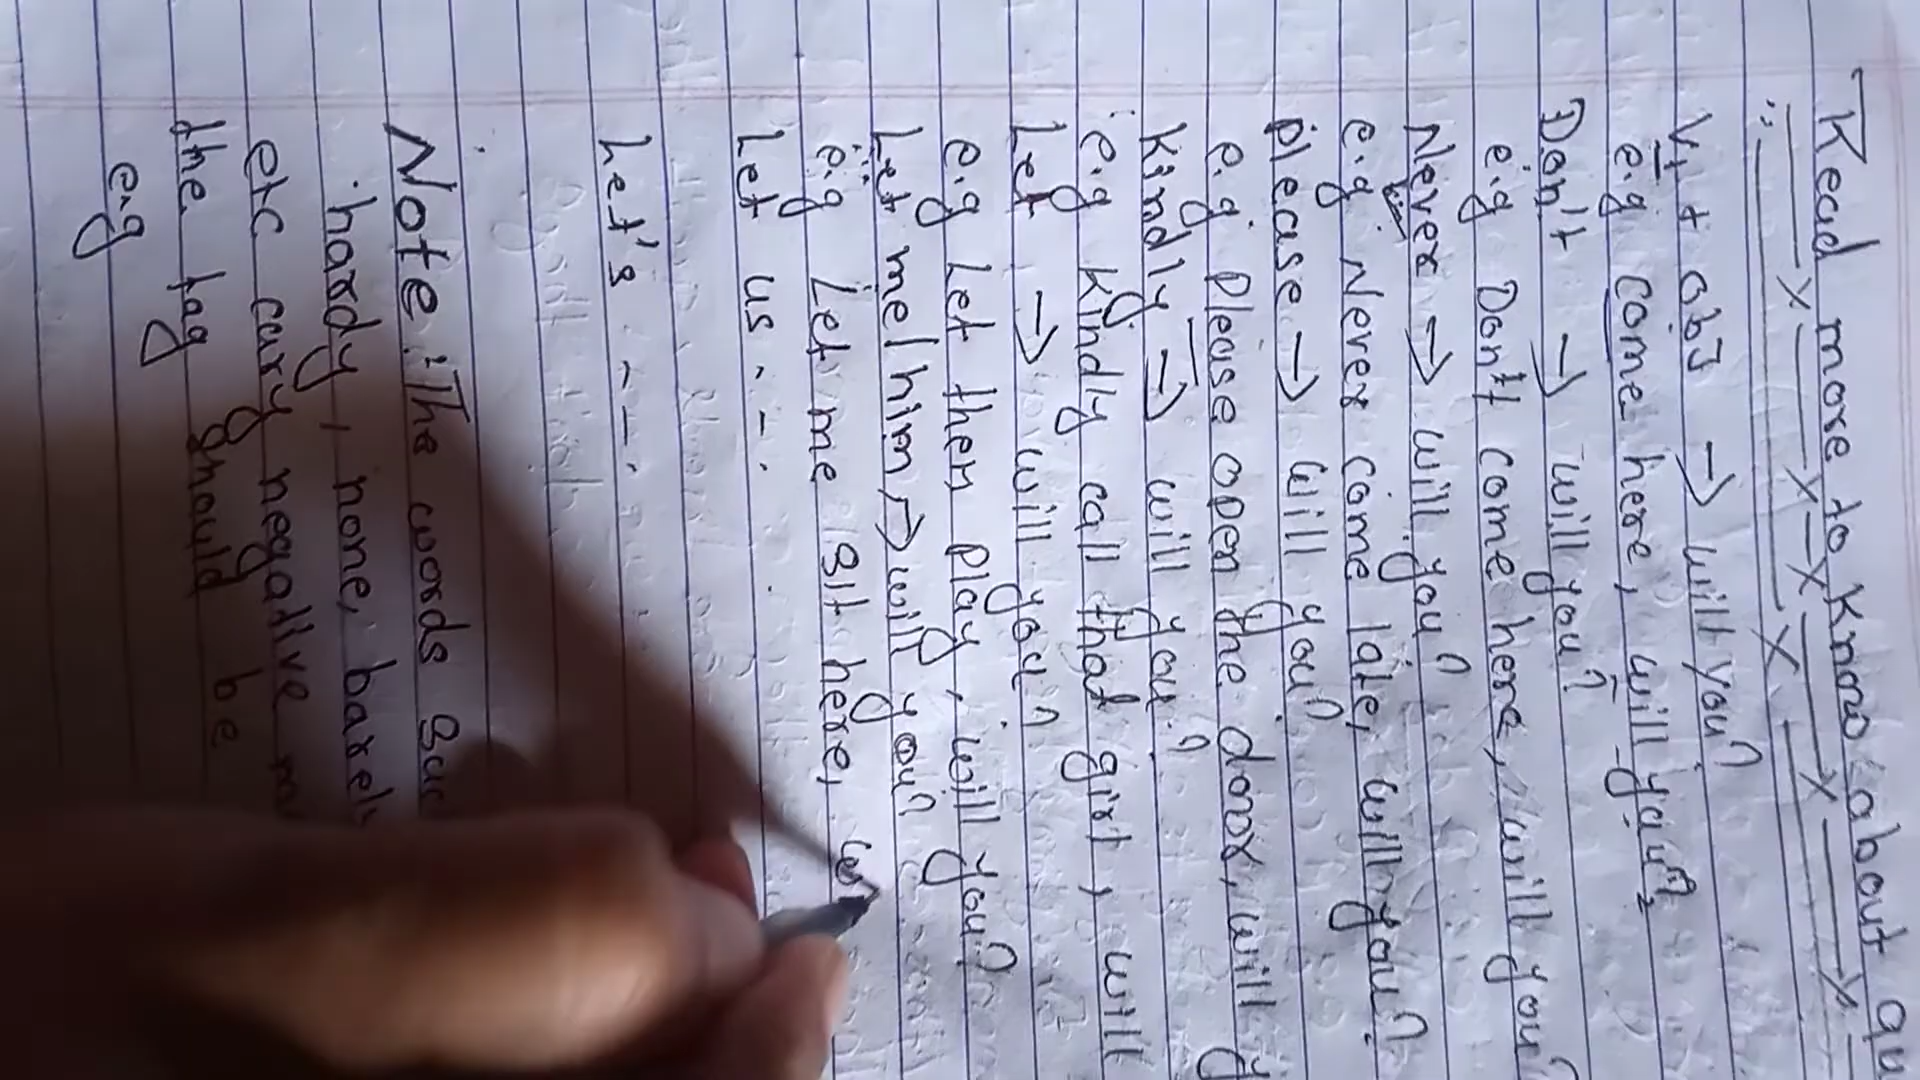 Read more to know about qu
V1 + obj → will you?
e.g come here, will you?
Don't → will you?
e.g Don't come here, will you?
Never → will you?
e.g Never come late, will you?
please → will you?
e.g please open the door, will y
Kindly → will you?
e.g Kindly call that girl, will
Let → will you?
e.g Let them play, will you?
Let me/him → will you?
e.g Let me sit here, w
Let us ----
Let's ---
Note: The words suc
hardy, none, barely
etc cary negative
the tag should be
e.g